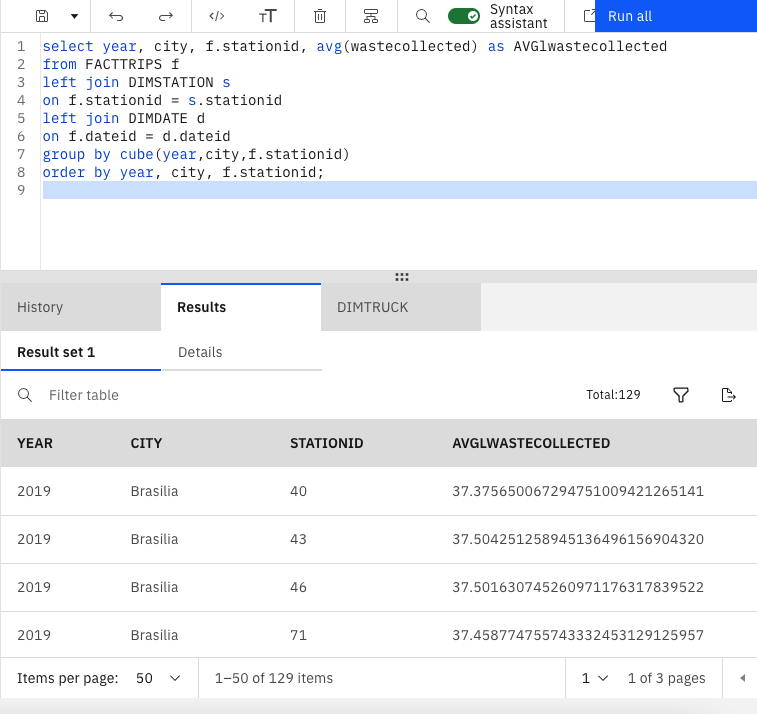 </> TT Syntax assistant Run all
1 select year, city, f.stationid, avg(wastecollected) as AVGlwastecollected
2 from FACTTRIPS f
3 left join DIMSTATION s
4 on f.stationid = s.stationid
5 left join DIMDATE d
6 on f.dateid = d.dateid
7 group by cube(year,city,f.stationid)
8 order by year, city, f.stationid;
9
History Results DIMTRUCK
Result set 1 Details
Filter table Total:129
YEAR CITY STATIONID AVGLWASTECOLLECTED
2019 Brasilia 40 37.375650067294751009421265141
2019 Brasilia 43 37.504251258945136496156904320
2019 Brasilia 46 37.501630745260971176317839522
2019 Brasilia 71 37.458774755743332453129125957
Items per page: 50 1–50 of 129 items 1 1 of 3 pages